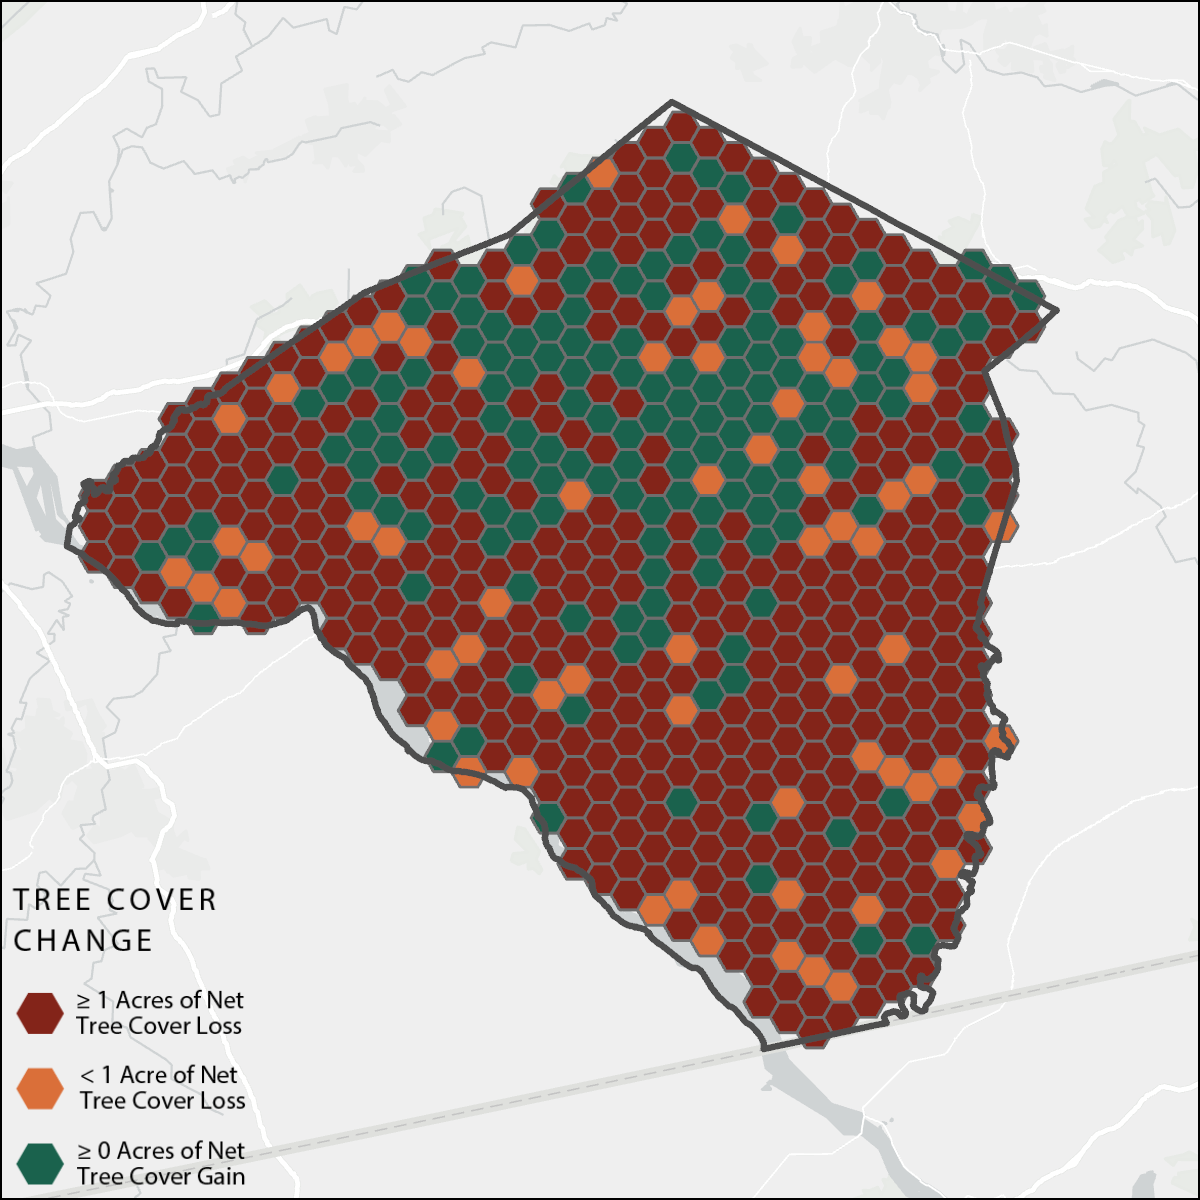 TREE COVER
CHANGE
≥ 1 Acres of Net
Tree Cover Loss
< 1 Acre of Net
Tree Cover Loss
≥ 0 Acres of Net
Tree Cover Gain